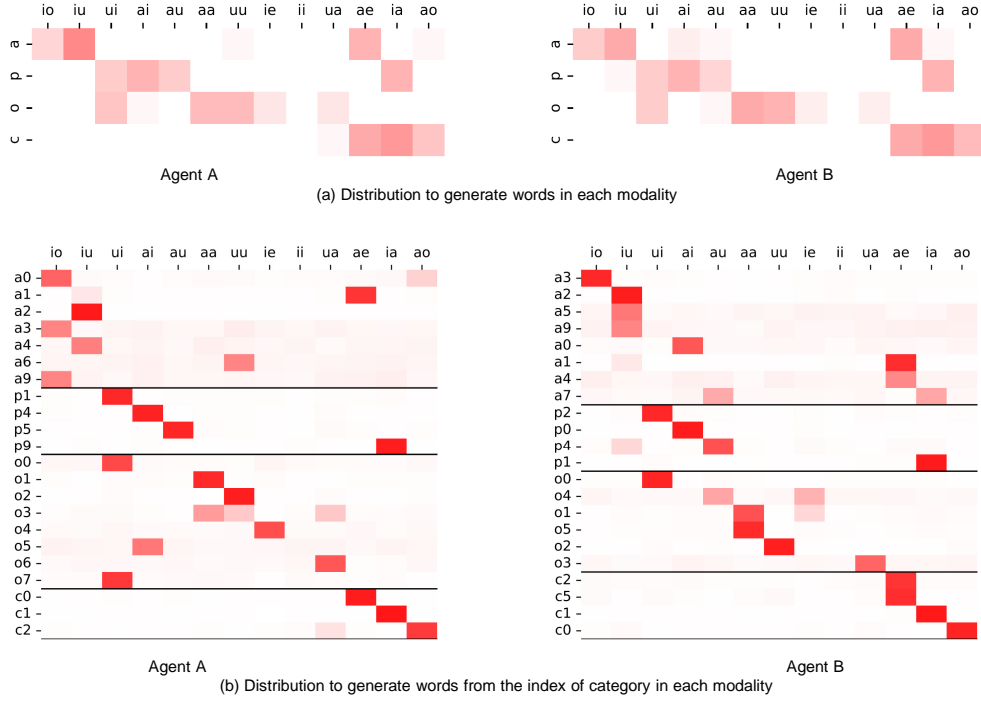 io iu ui ai au aa uu ie ii ua ae ia ao
a
p
o
c
Agent A
io iu ui ai au aa uu ie ii ua ae ia ao
a
p
o
c
Agent B
(a) Distribution to generate words in each modality
io iu ui ai au aa uu ie ii ua ae ia ao
a0
a1
a2
a3
a4
a6
a9
p1
p4
p5
p9
o0
o1
o2
o3
o4
o5
o6
o7
c0
c1
c2
Agent A
io iu ui ai au aa uu ie ii ua ae ia ao
a3
a2
a5
a9
a0
a1
a4
a7
p2
p0
p4
p1
o0
o4
o1
o5
o2
o3
c2
c5
c1
c0
Agent B
(b) Distribution to generate words from the index of category in each modality